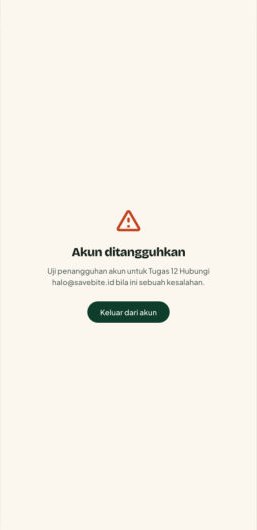 Akun ditangguhkan
Uji penangguhan akun untuk Tugas 12 Hubungi
halo@savebite.id bila ini sebuah kesalahan.
Keluar dari akun